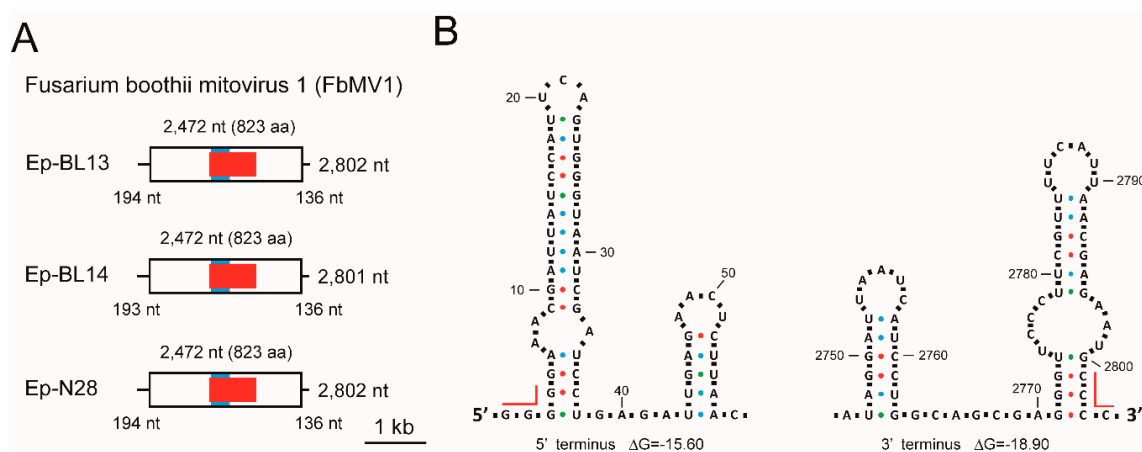 A
Fusarium boothii mitovirus 1 (FbMV1)
2,472 nt (823 aa)
Ep-BL13
2,802 nt
194 nt
136 nt
2,472 nt (823 aa)
Ep-BL14
2,801 nt
193 nt
136 nt
2,472 nt (823 aa)
Ep-N28
2,802 nt
194 nt
136 nt
1 kb
B
20
10
30
40
50
U C A
5' G G G G U G A G A U A C
5' terminus ΔG=-15.60
2750
2760
2770
2780
2790
2800
A U U G G C A G C G A G C C 3'
3' terminus ΔG=-18.90